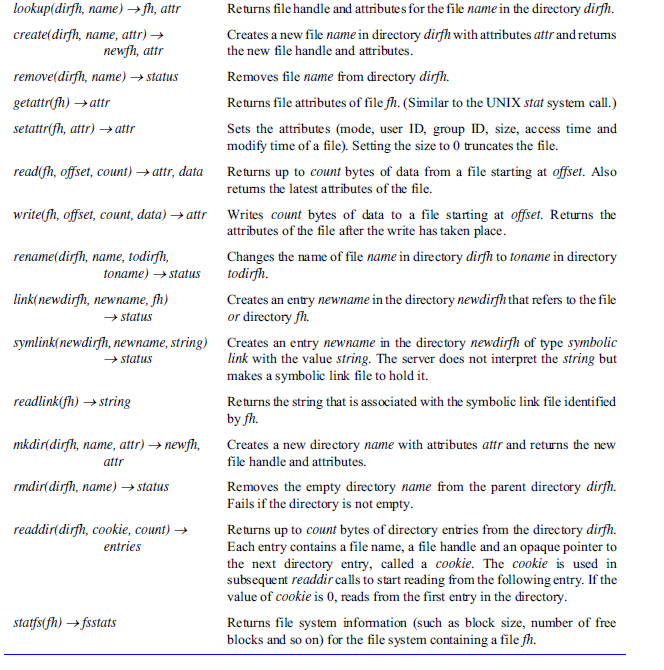 lookup(dirfh, name) → fh, attr Returns file handle and attributes for the file name in the directory dirfh.
create(dirfh, name, attr) → Creates a new file name in directory dirfh with attributes attr and returns
newfh, attr the new file handle and attributes.
remove(dirfh, name) → status Removes file name from directory dirfh.
getattr(fh) → attr Returns file attributes of file fh. (Similar to the UNIX stat system call.)
setattr(fh, attr) → attr Sets the attributes (mode, user ID, group ID, size, access time and
modify time of a file). Setting the size to 0 truncates the file.
read(fh, offset, count) → attr, data Returns up to count bytes of data from a file starting at offset. Also
returns the latest attributes of the file.
write(fh, offset, count, data) → attr Writes count bytes of data to a file starting at offset. Returns the
attributes of the file after the write has taken place.
rename(dirfh, name, todirfh, Changes the name of file name in directory dirfh to toname in directory
toname) → status todirfh.
link(newdirfh, newname, fh) Creates an entry newname in the directory newdirfh that refers to the file
→ status or directory fh.
symlink(newdirfh, newname, string) Creates an entry newname in the directory newdirfh of type symbolic
→ status link with the value string. The server does not interpret the string but
makes a symbolic link file to hold it.
readlink(fh) → string Returns the string that is associated with the symbolic link file identified
by fh.
mkdir(dirfh, name, attr) → newfh, Creates a new directory name with attributes attr and returns the new
attr file handle and attributes.
rmdir(dirfh, name) → status Removes the empty directory name from the parent directory dirfh.
Fails if the directory is not empty.
readdir(dirfh, cookie, count) → Returns up to count bytes of directory entries from the directory dirfh.
entries Each entry contains a file name, a file handle and an opaque pointer to
the next directory entry, called a cookie. The cookie is used in
subsequent readdir calls to start reading from the following entry. If the
value of cookie is 0, reads from the first entry in the directory.
statfs(fh) → fsstats Returns file system information (such as block size, number of free
blocks and so on) for the file system containing a file fh.